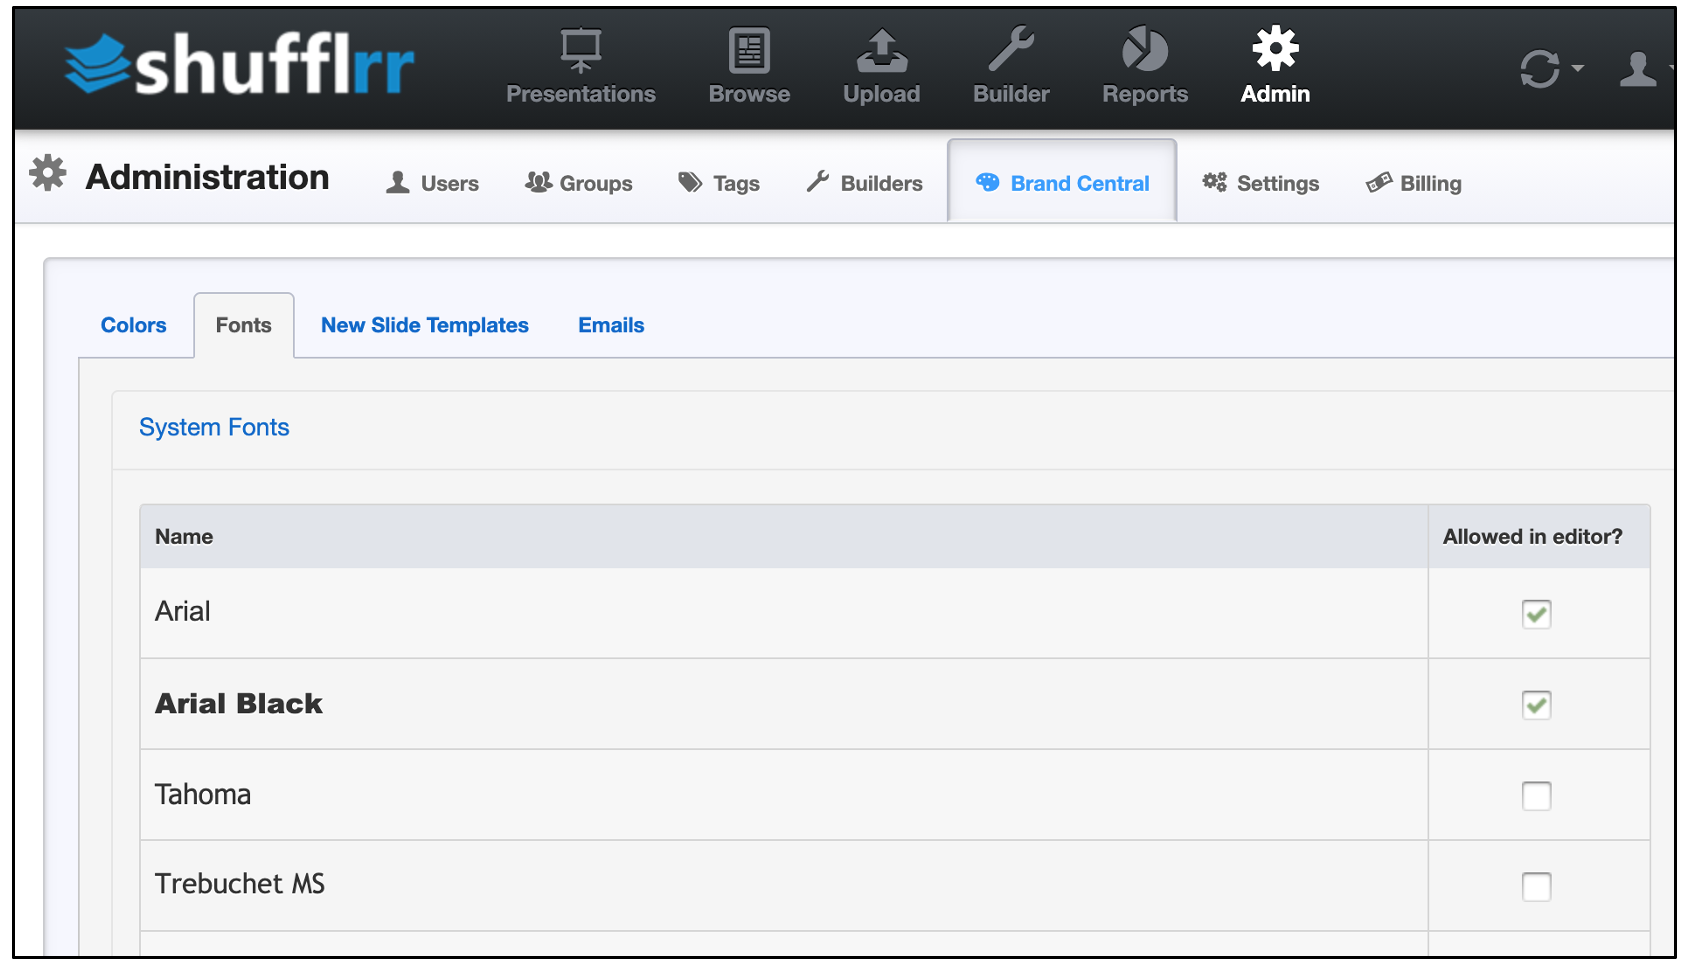 shufflrr
Presentations Browse Upload Builder Reports Admin
Administration Users Groups Tags Builders Brand Central Settings Billing
Colors Fonts New Slide Templates Emails
System Fonts
Name Allowed in editor?
Arial
Arial Black
Tahoma
Trebuchet MS